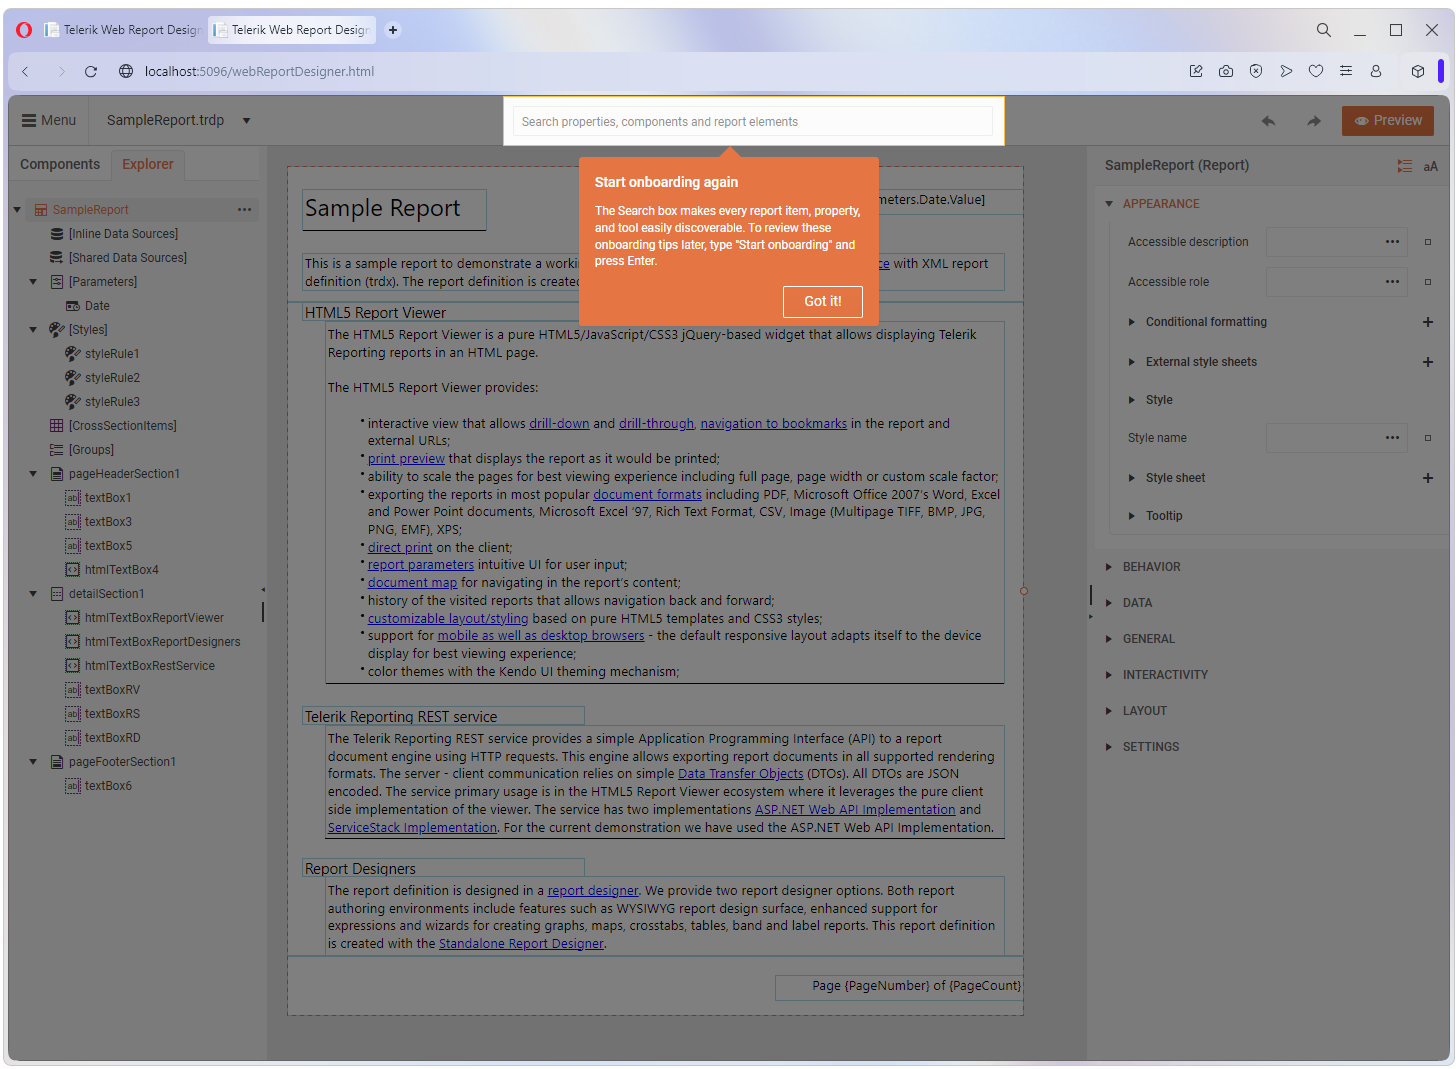 Telerik Web Report Design
Telerik Web Report Design
localhost:5096/webReportDesigner.html
Menu
SampleReport.trdp
Search properties, components and report elements
Preview
Components
Explorer
SampleReport
[Inline Data Sources]
[Shared Data Sources]
[Parameters]
Date
[Styles]
styleRule1
styleRule2
styleRule3
[CrossSectionItems]
[Groups]
pageHeaderSection1
textBox1
textBox3
textBox5
htmlTextBox4
detailSection1
htmlTextBoxReportViewer
htmlTextBoxReportDesigners
htmlTextBoxRestService
textBoxRV
textBoxRS
textBoxRD
pageFooterSection1
textBox6
Start onboarding again
The Search box makes every report item, property,
and tool easily discoverable. To review these
onboarding tips later, type "Start onboarding" and
press Enter.
Got it!
Sample Report
meters.Date.Value]
This is a sample report to demonstrate a worki
ce with XML report
definition (trdx). The report definition is create
HTML5 Report Viewer
The HTML5 Report Viewer is a pure HTML5/JavaScript/CSS3 jQuery-based widget that allows displaying Telerik
Reporting reports in an HTML page.
The HTML5 Report Viewer provides:
• interactive view that allows drill-down and drill-through, navigation to bookmarks in the report and
external URLs;
• print preview that displays the report as it would be printed;
• ability to scale the pages for best viewing experience including full page, page width or custom scale factor;
• exporting the reports in most popular document formats including PDF, Microsoft Office 2007's Word, Excel
and Power Point documents, Microsoft Excel '97, Rich Text Format, CSV, Image (Multipage TIFF, BMP, JPG,
PNG, EMF), XPS;
• direct print on the client;
• report parameters intuitive UI for user input;
• document map for navigating in the report's content;
• history of the visited reports that allows navigation back and forward;
• customizable layout/styling based on pure HTML5 templates and CSS3 styles;
• support for mobile as well as desktop browsers - the default responsive layout adapts itself to the device
display for best viewing experience;
• color themes with the Kendo UI theming mechanism;
Telerik Reporting REST service
The Telerik Reporting REST service provides a simple Application Programming Interface (API) to a report
document engine using HTTP requests. This engine allows exporting report documents in all supported rendering
formats. The server - client communication relies on simple Data Transfer Objects (DTOs). All DTOs are JSON
encoded. The service primary usage is in the HTML5 Report Viewer ecosystem where it leverages the pure client
side implementation of the viewer. The service has two implementations ASP.NET Web API Implementation and
ServiceStack Implementation. For the current demonstration we have used the ASP.NET Web API Implementation.
Report Designers
The report definition is designed in a report designer. We provide two report designer options. Both report
authoring environments include features such as WYSIWYG report design surface, enhanced support for
expressions and wizards for creating graphs, maps, crosstabs, tables, band and label reports. This report definition
is created with the Standalone Report Designer.
Page {PageNumber} of {PageCount}
SampleReport (Report)
aA
APPEARANCE
Accessible description
Accessible role
Conditional formatting
External style sheets
Style
Style name
Style sheet
Tooltip
BEHAVIOR
DATA
GENERAL
INTERACTIVITY
LAYOUT
SETTINGS